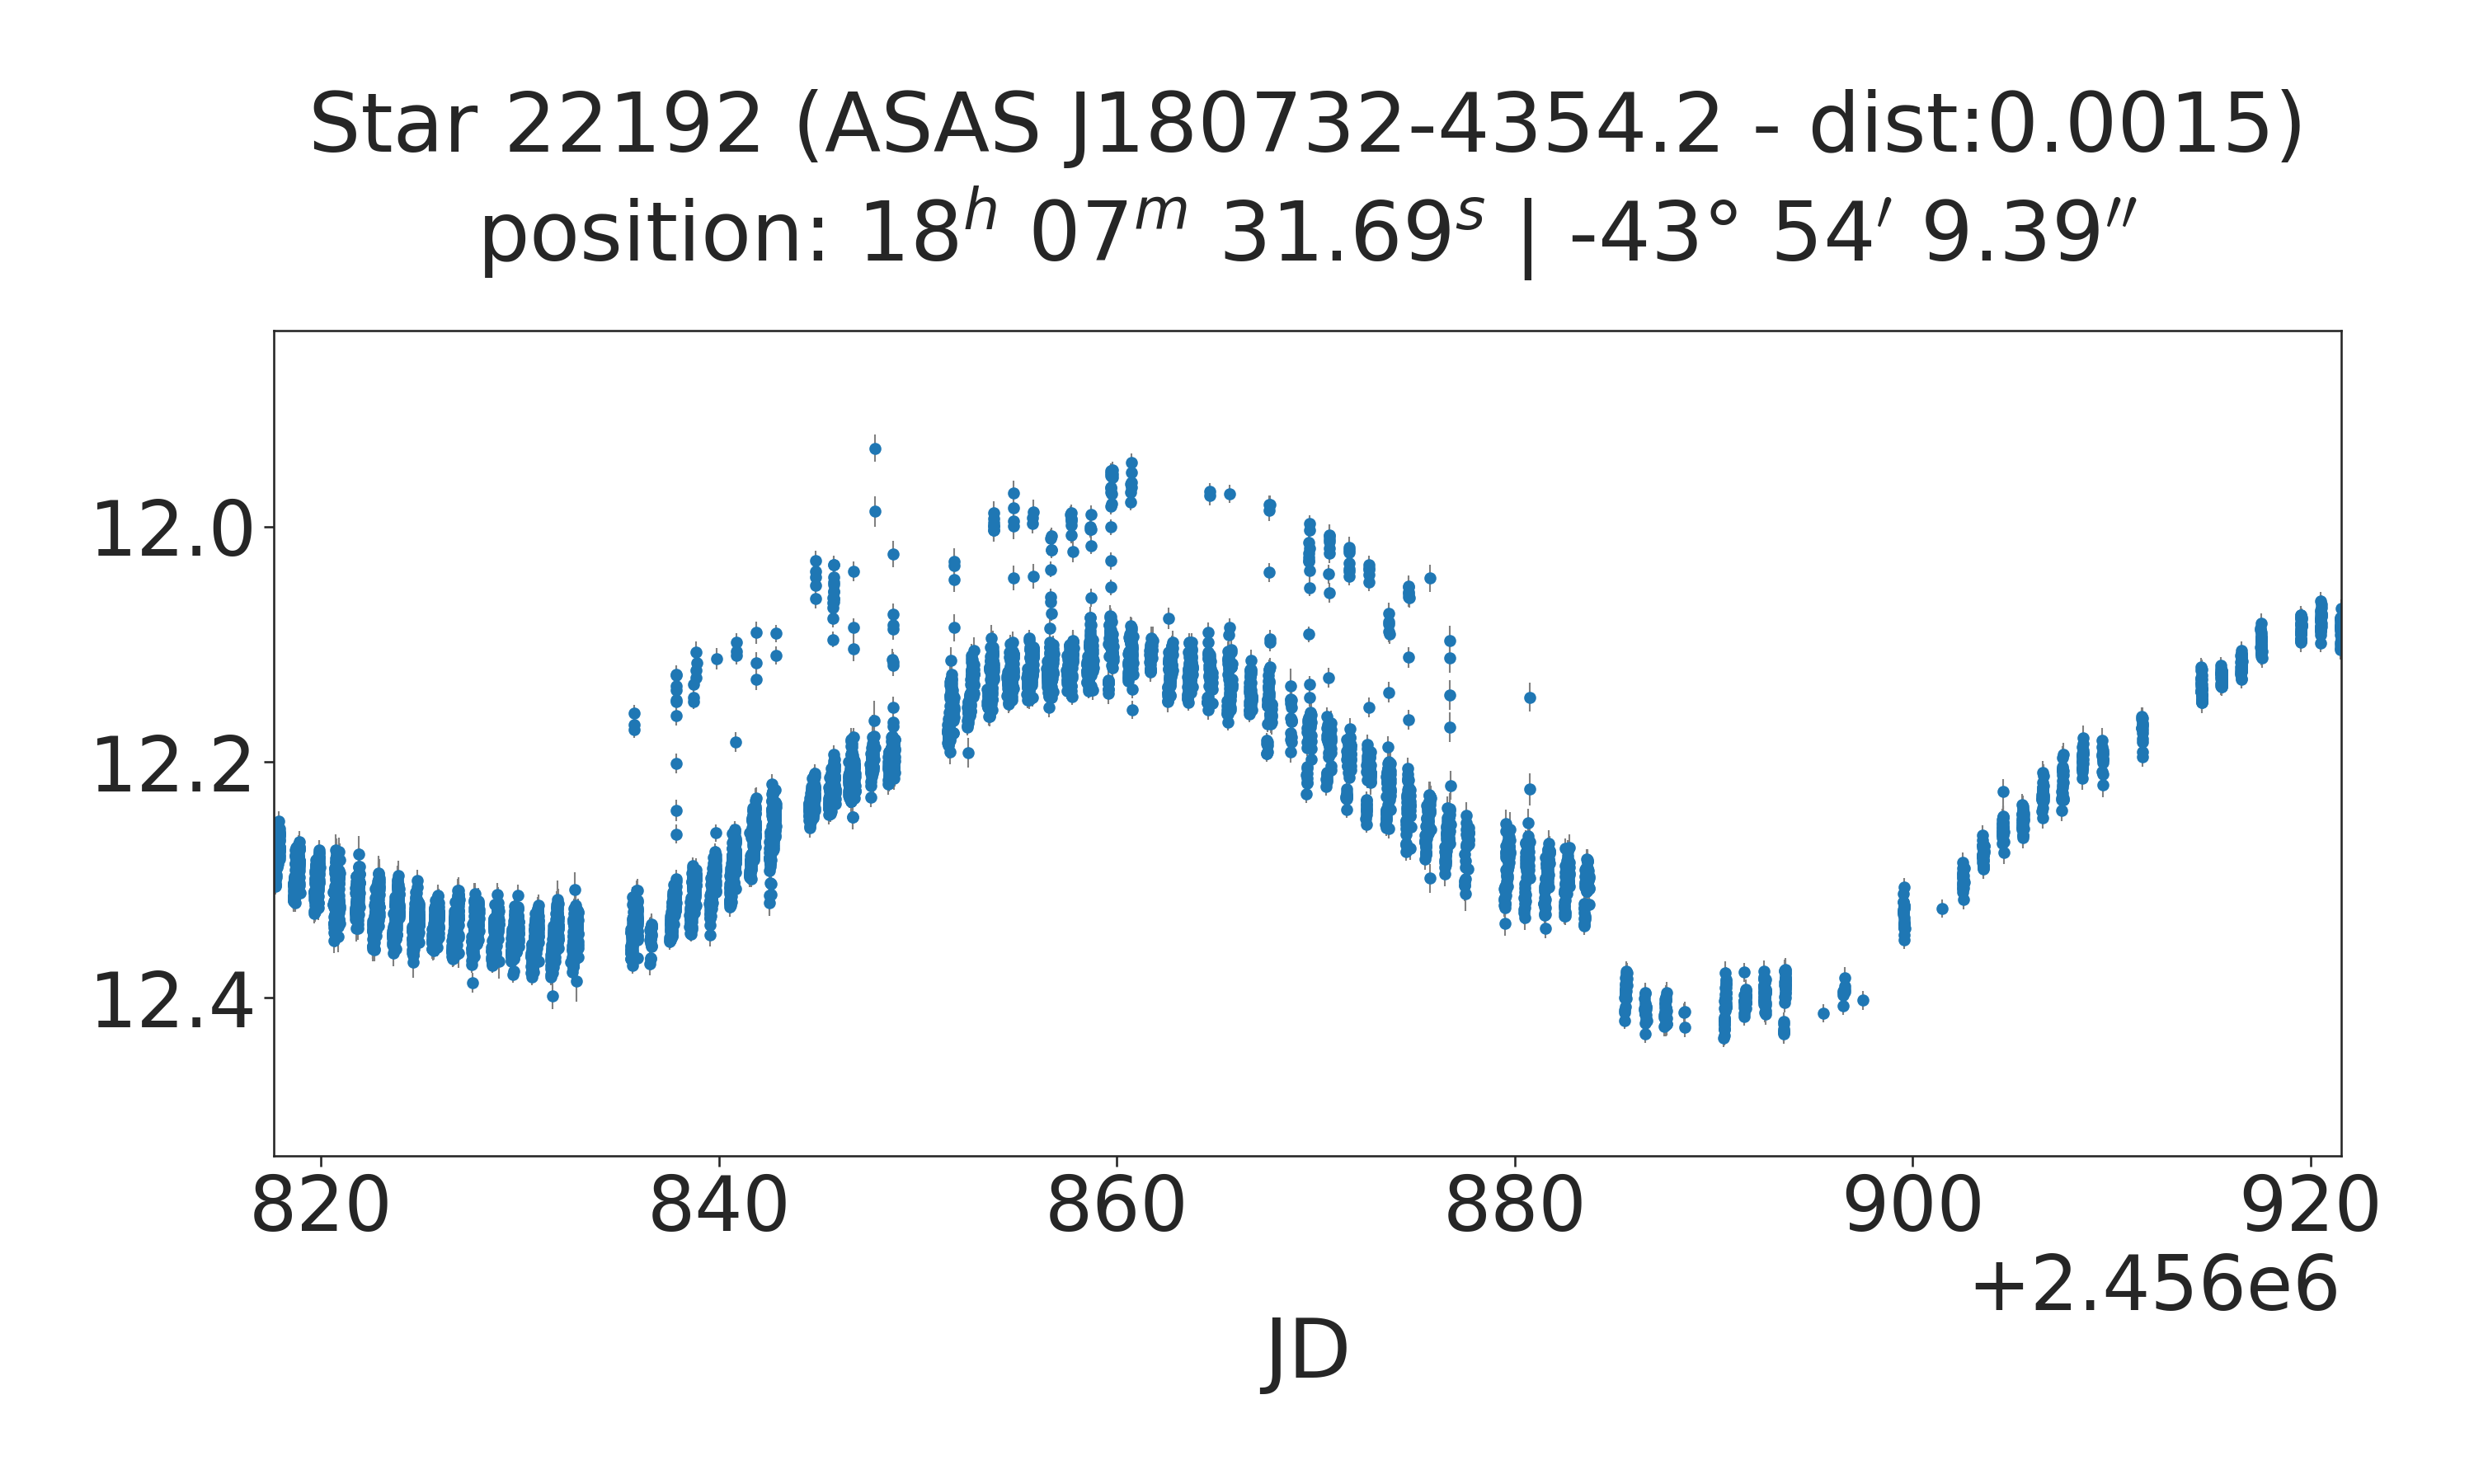 Star 22192 (ASAS J180732-4354.2 - dist:0.0015)
position: 18h 07m 31.69s | -43° 54′ 9.39″
12.0
12.2
12.4
820 840 860 880 900 920
+2.456e6
JD